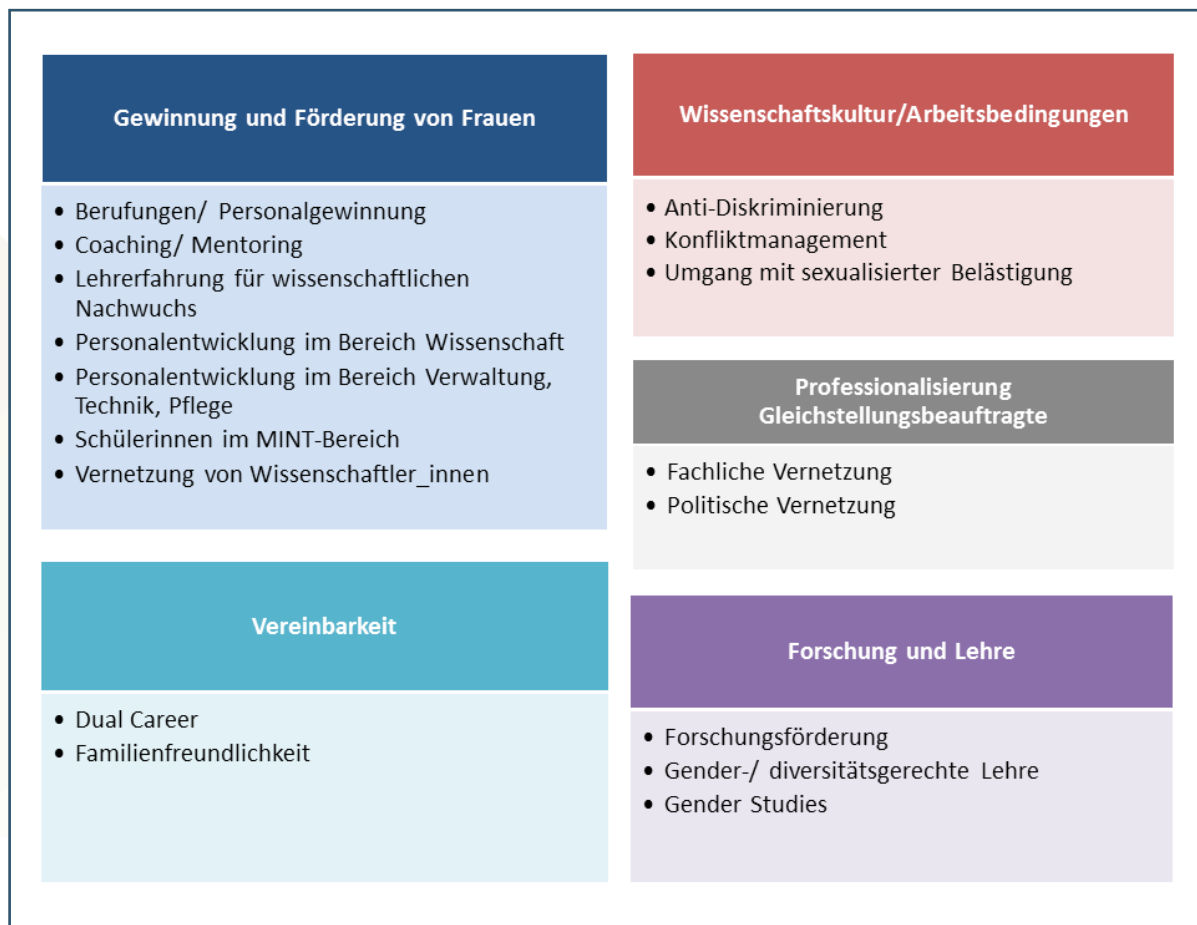 Gewinnung und Förderung von Frauen
• Berufungen/ Personalgewinnung
• Coaching/ Mentoring
• Lehrerfahrung für wissenschaftlichen
Nachwuchs
• Personalentwicklung im Bereich Wissenschaft
• Personalentwicklung im Bereich Verwaltung,
Technik, Pflege
• Schülerinnen im MINT-Bereich
• Vernetzung von Wissenschaftler_innen
Wissenschaftskultur/Arbeitsbedingungen
• Anti-Diskriminierung
• Konfliktmanagement
• Umgang mit sexualisierter Belästigung
Professionalisierung
Gleichstellungsbeauftragte
• Fachliche Vernetzung
• Politische Vernetzung
Vereinbarkeit
• Dual Career
• Familienfreundlichkeit
Forschung und Lehre
• Forschungsförderung
• Gender-/ diversitätsgerechte Lehre
• Gender Studies